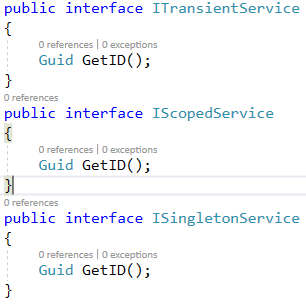 public interface ITransientService
{
0 references | 0 exceptions
Guid GetID();
}
0 references
public interface IScopedService
{
0 references | 0 exceptions
Guid GetID();
}
0 references
public interface ISingletonService
{
0 references | 0 exceptions
Guid GetID();
}